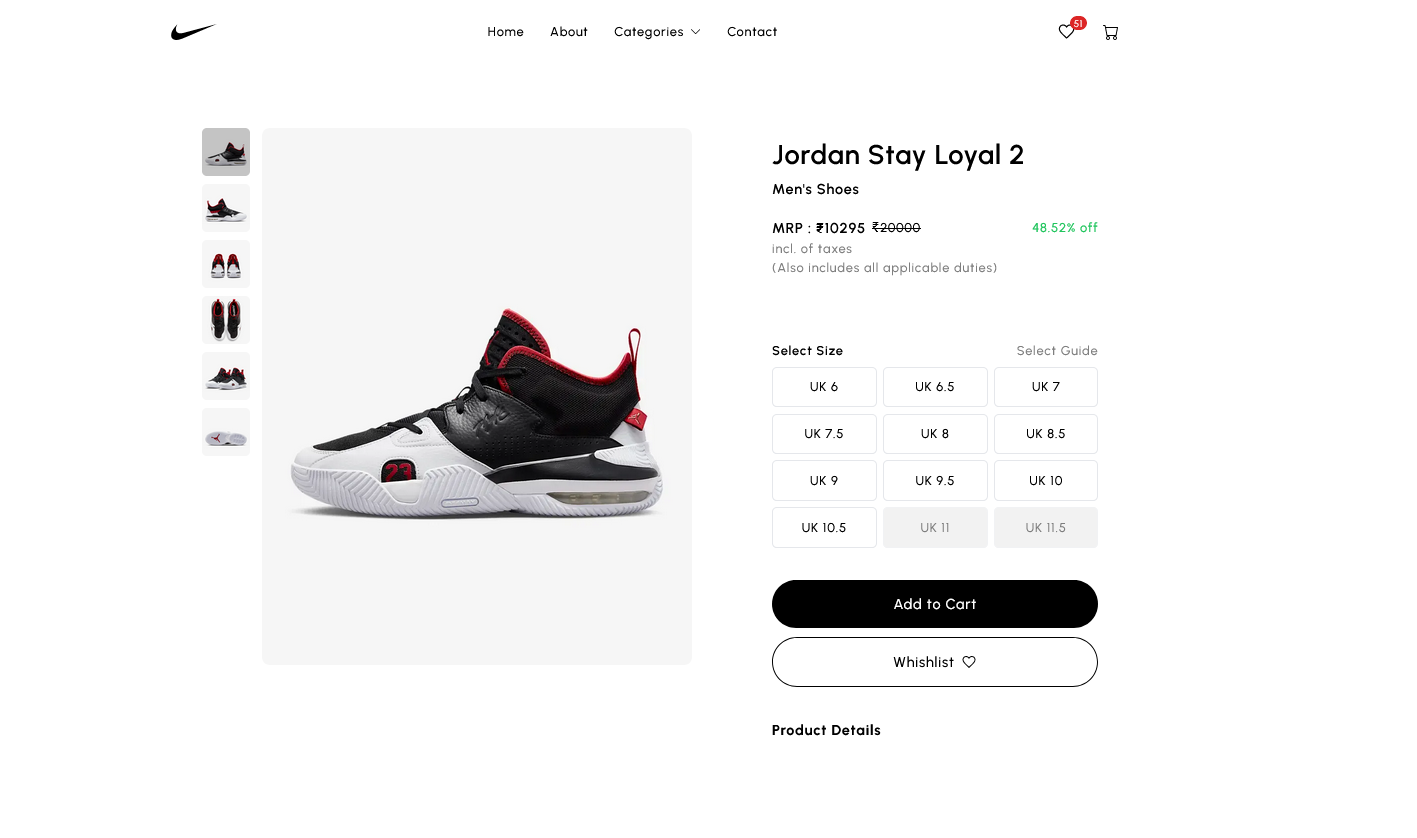 Home About Categories Contact 51
Jordan Stay Loyal 2
Men's Shoes
MRP : ₹10295 ₹20000 48.52% off
incl. of taxes
(Also includes all applicable duties)
Select Size Select Guide
UK 6 UK 6.5 UK 7
UK 7.5 UK 8 UK 8.5
UK 9 UK 9.5 UK 10
UK 10.5 UK 11 UK 11.5
23
Add to Cart
Whishlist
Product Details